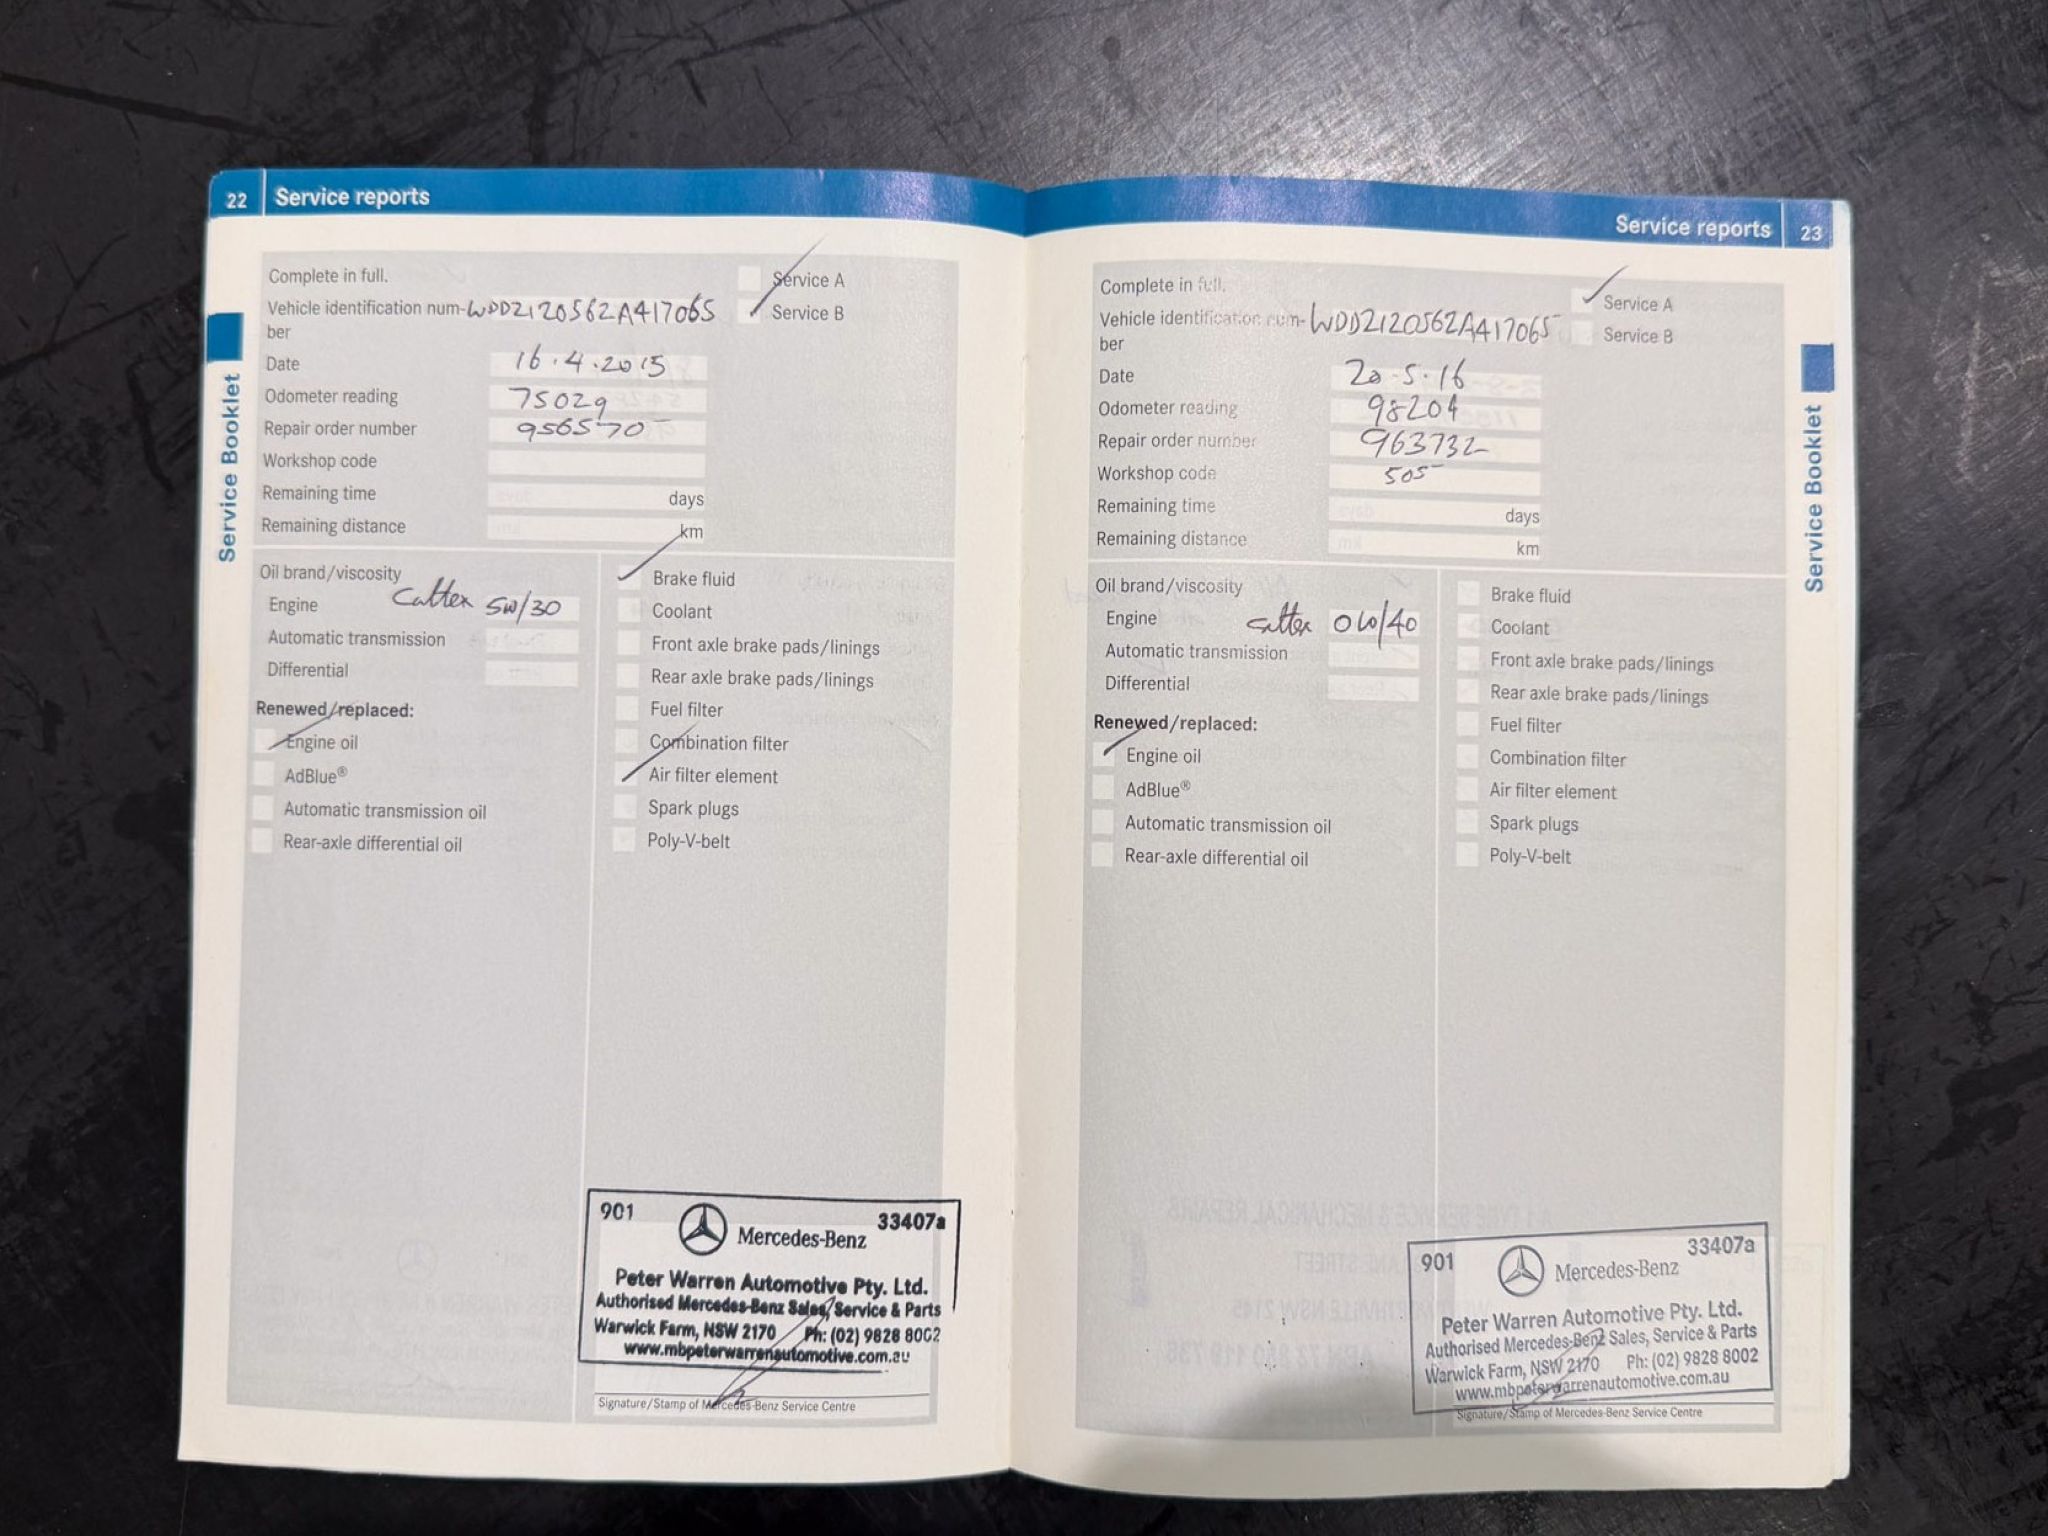 22 Service reports
Complete in full.
Service A
Vehicle identification num- WDD2120562A417065
ber
Service B
Date 16.4.2015
Odometer reading 75029
Repair order number 956570
Workshop code
Remaining time days
Remaining distance km
Oil brand/viscosity
Engine Caltex 5W/30
Automatic transmission
Differential
Renewed/replaced:
Engine oil
AdBlue®
Automatic transmission oil
Rear-axle differential oil
Brake fluid
Coolant
Front axle brake pads/linings
Rear axle brake pads/linings
Fuel filter
Combination filter
Air filter element
Spark plugs
Poly-V-belt
901 33407a
Mercedes-Benz
Peter Warren Automotive Pty. Ltd.
Authorised Mercedes-Benz Sales, Service & Parts
Warwick Farm, NSW 2170 Ph: (02) 9828 8002
www.mbpeterwarrenautomotive.com.au
Signature/Stamp of Mercedes-Benz Service Centre
Service Booklet
Service reports 23
Complete in full.
Service A
Vehicle identification num- WDD2120562A417065
ber
Service B
Date 20-5-16
Odometer reading 98204
Repair order number 963732
Workshop code 505
Remaining time days
Remaining distance km
Oil brand/viscosity
Engine Caltex 0W/40
Automatic transmission
Differential
Renewed/replaced:
Engine oil
AdBlue®
Automatic transmission oil
Rear-axle differential oil
Brake fluid
Coolant
Front axle brake pads/linings
Rear axle brake pads/linings
Fuel filter
Combination filter
Air filter element
Spark plugs
Poly-V-belt
901 33407a
Mercedes-Benz
Peter Warren Automotive Pty. Ltd.
Authorised Mercedes-Benz Sales, Service & Parts
Warwick Farm, NSW 2170 Ph: (02) 9828 8002
www.mbpeterwarrenautomotive.com.au
Signature/Stamp of Mercedes-Benz Service Centre
Service Booklet